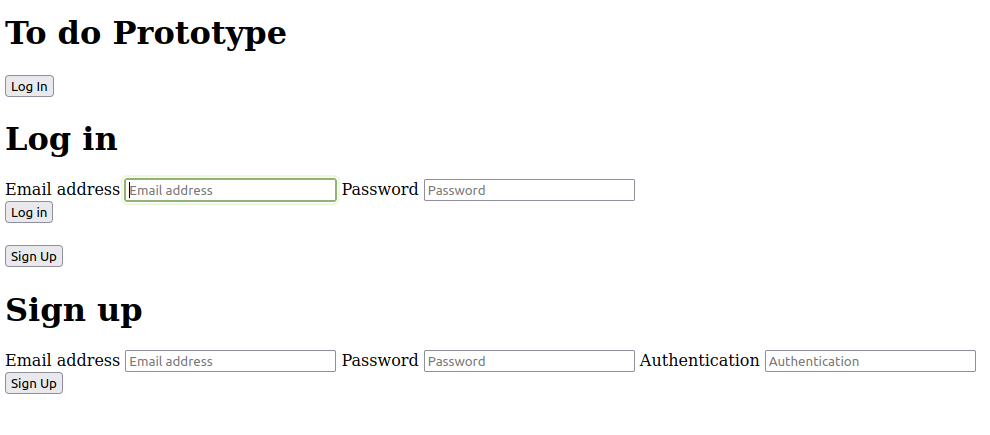 To do Prototype
Log In
Log in
Email address Email address Password Password
Log in
Sign Up
Sign up
Email address Email address Password Password Authentication Authentication
Sign Up